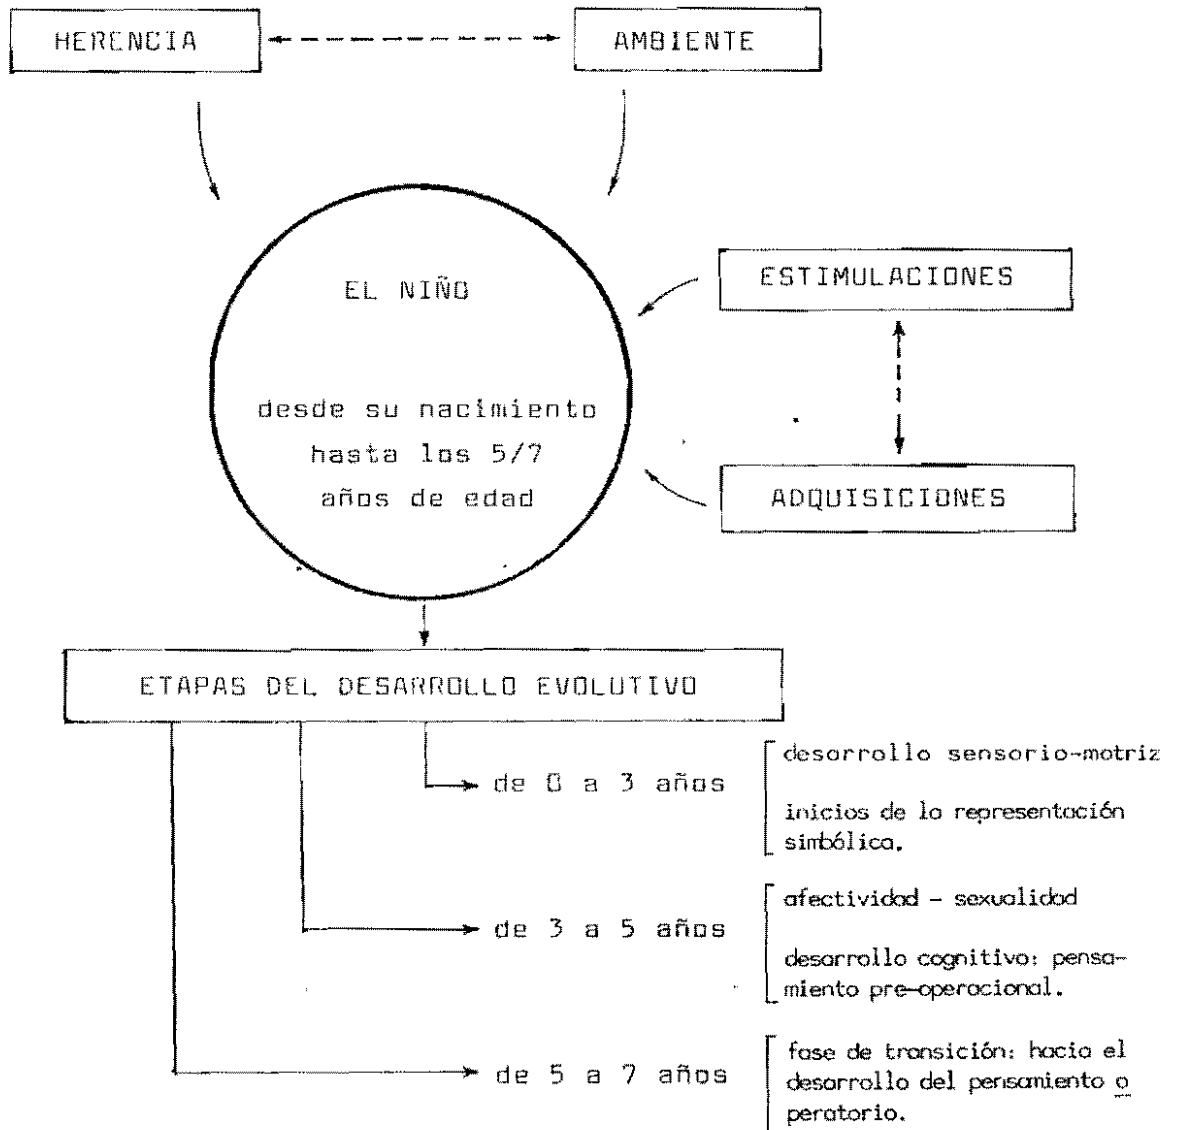 HERENCIA
AMBIENTE
EL NIÑO
desde su nacimiento
hasta los 5/7
años de edad
ESTIMULACIONES
ADQUISICIONES
ETAPAS DEL DESARROLLO EVOLUTIVO
de 0 a 3 años
desarrollo sensorio-motriz
inicios de la representación
simbólica.
de 3 a 5 años
afectividad - sexualidad
desarrollo cognitivo: pensa-
miento pre-operacional.
de 5 a 7 años
fase de transición: hacia el
desarrollo del pensamiento o
peratorio.